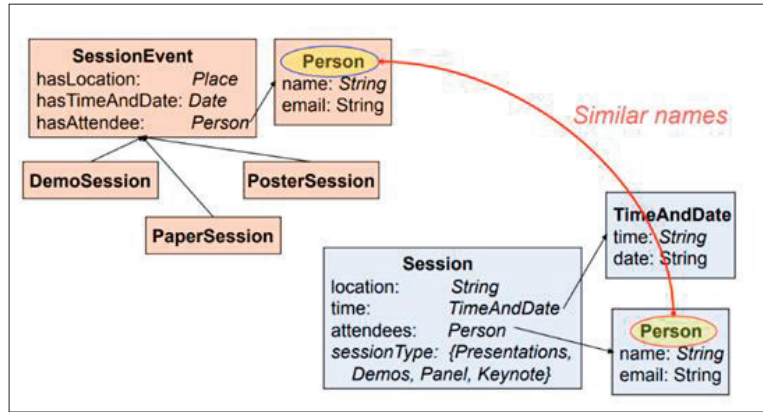 SessionEvent
hasLocation: Place
hasTimeAndDate: Date
hasAttendee: Person
Person
name: String
email: String
Similar names
DemoSession
PosterSession
PaperSession
TimeAndDate
time: String
date: String
Session
location: String
time: TimeAndDate
attendees: Person
sessionType: {Presentations,
Demos, Panel, Keynote}
Person
name: String
email: String